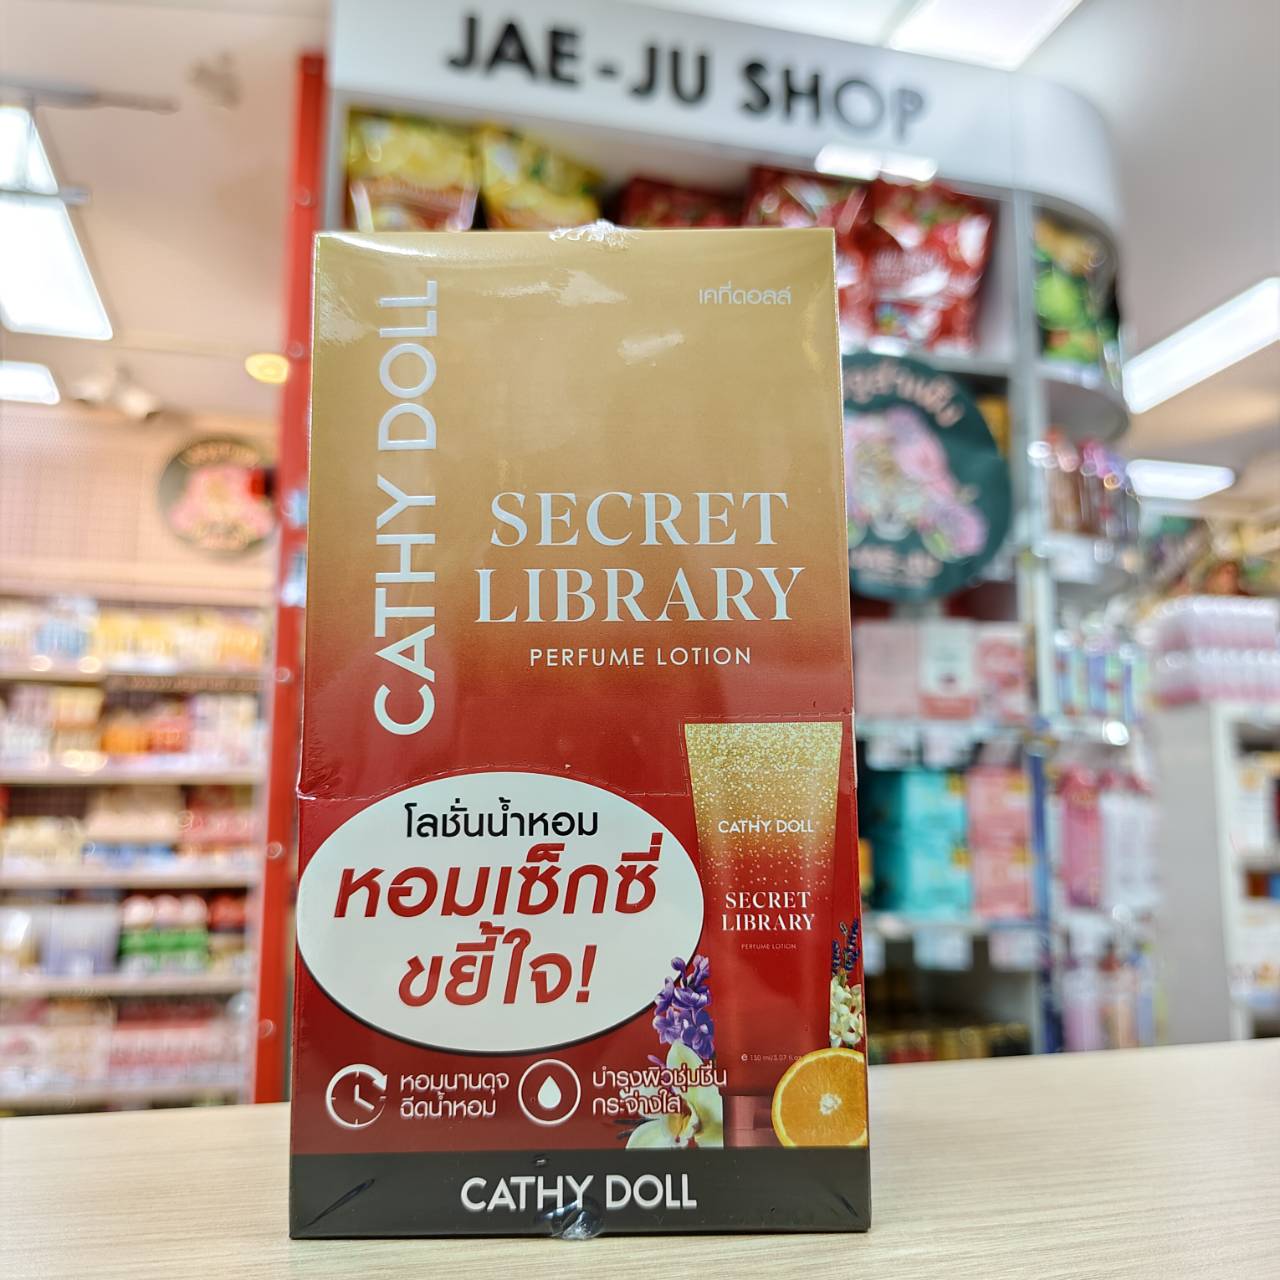 JAE-JU SHOP
เคที่ดอลล์
CATHY DOLL
SECRET
LIBRARY
PERFUME LOTION
โลชั่นน้ำหอม
หอมเซ็กซี่
ขยี้ใจ!
CATHY DOLL
SECRET
LIBRARY
PERFUME LOTION
หอมนานดุจ
ฉีดน้ำหอม
บำรุงผิวชุ่มชื่น
กระจ่างใส
CATHY DOLL